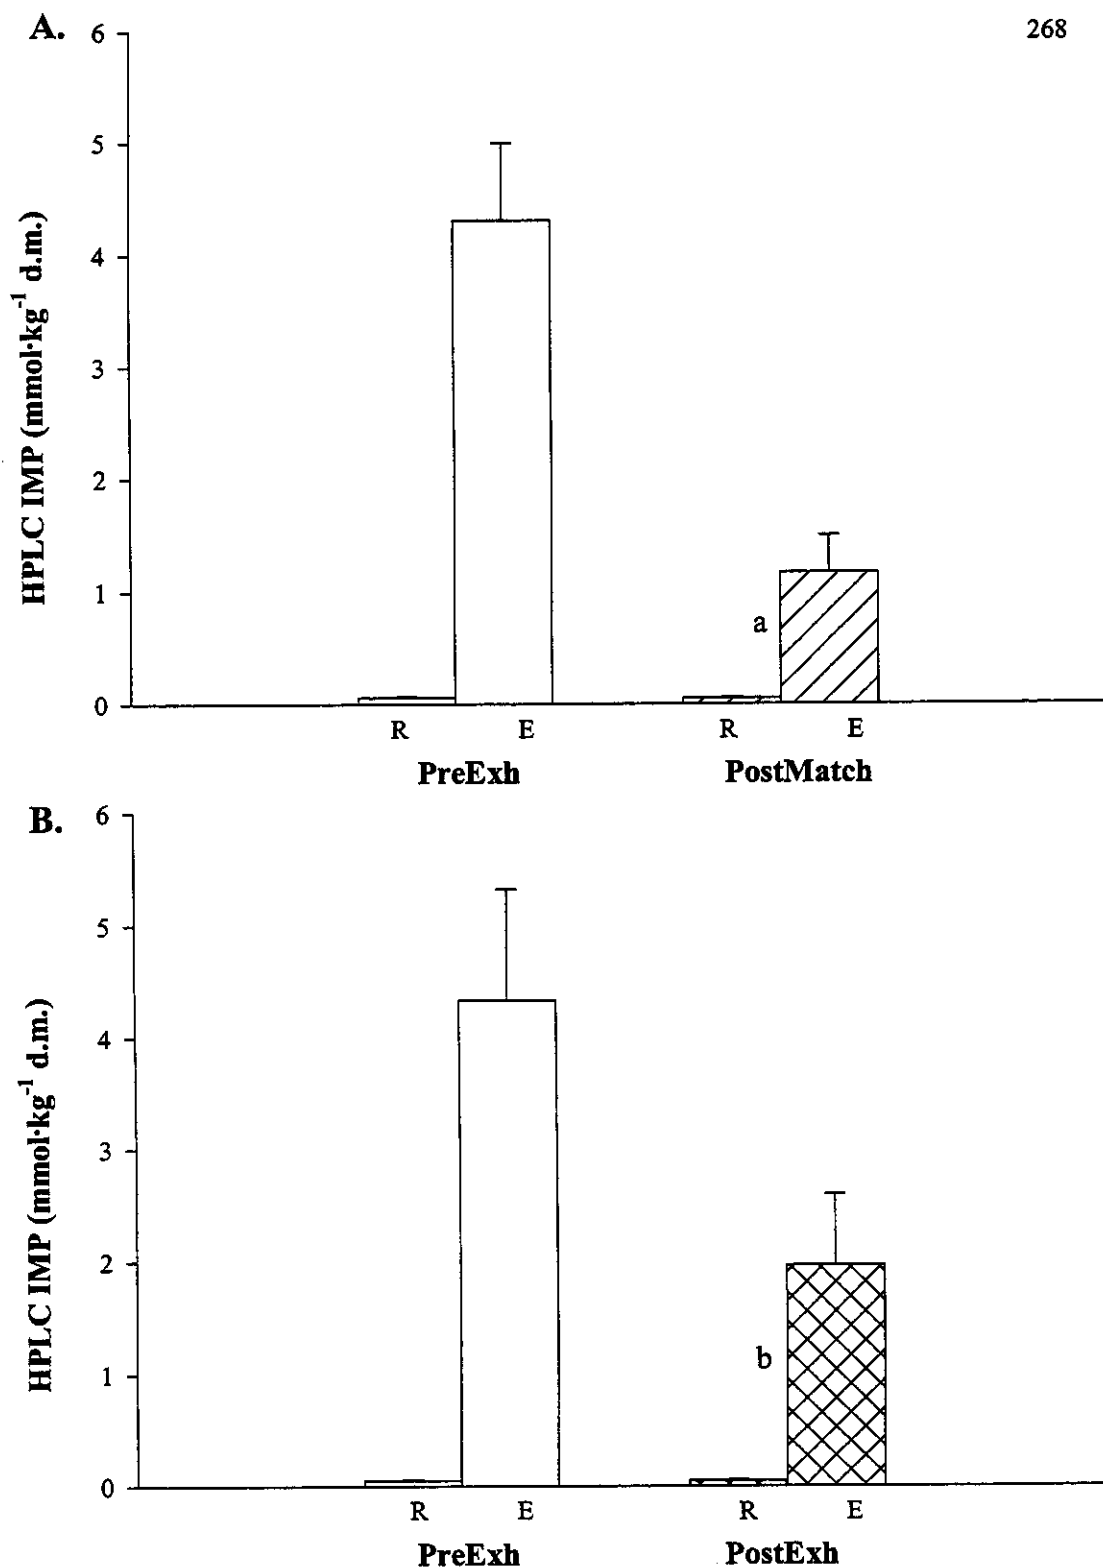 268
A.
6
5
4
3
2
1
0
HPLC IMP (mmol·kg⁻¹ d.m.)
a
R E R E
PreExh PostMatch
B.
6
5
4
3
2
1
0
HPLC IMP (mmol·kg⁻¹ d.m.)
b
R E R E
PreExh PostExh